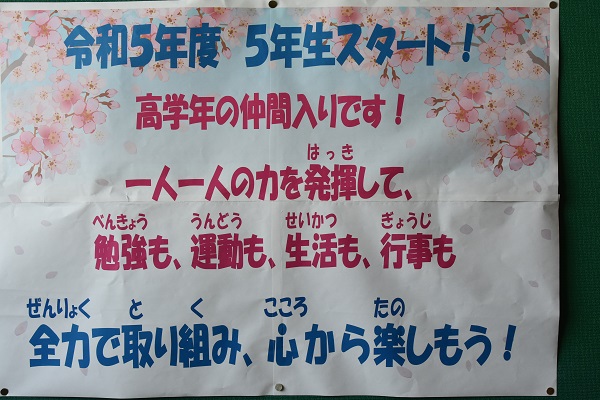 令和5年度 5年生スタート！
高学年の仲間入りです！
はっき
一人一人の力を発揮して、
べんきょう うんどう せいかつ ぎょうじ
勉強も、運動も、生活も、行事も
ぜんりょく と く こころ たの
全力で取り組み、心から楽しもう！